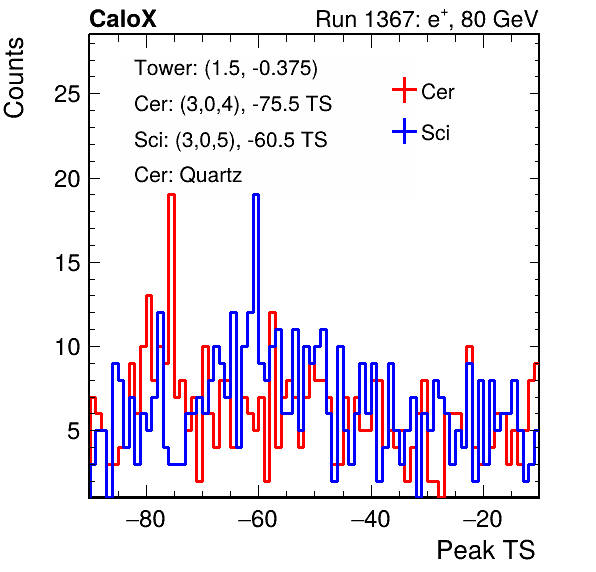 CaloX Run 1367: e+, 80 GeV
Counts
Tower: (1.5, -0.375)
Cer: (3,0,4), -75.5 TS
Sci: (3,0,5), -60.5 TS
Cer: Quartz
Cer
Sci
25
20
15
10
5
−80 −60 −40 −20
Peak TS